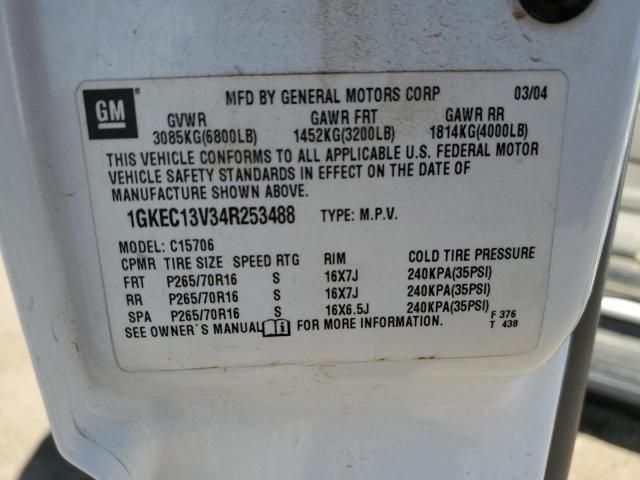 GM
MFD BY GENERAL MOTORS CORP 03/04
GVWR GAWR FRT GAWR RR
3085KG(6800LB) 1452KG(3200LB) 1814KG(4000LB)
THIS VEHICLE CONFORMS TO ALL APPLICABLE U.S. FEDERAL MOTOR
VEHICLE SAFETY STANDARDS IN EFFECT ON THE DATE OF
MANUFACTURE SHOWN ABOVE.
1GKEC13V34R253488 TYPE: M.P.V.
MODEL: C15706
CPMR TIRE SIZE SPEED RTG RIM COLD TIRE PRESSURE
FRT P265/70R16 S 16X7J 240KPA(35PSI)
RR P265/70R16 S 16X7J 240KPA(35PSI)
SPA P265/70R16 S 16X6.5J 240KPA(35PSI)
SEE OWNER'S MANUAL FOR MORE INFORMATION.
F 376
T 438